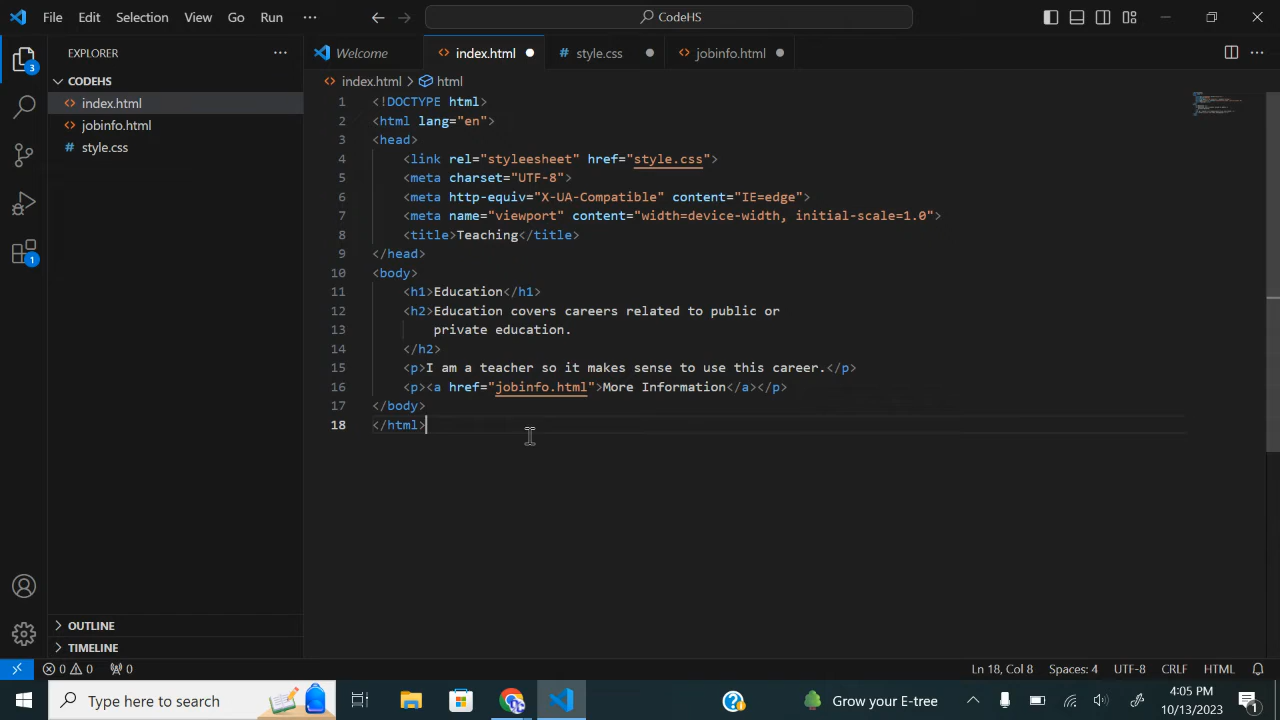 File Edit Selection View Go Run ··· CodeHS
EXPLORER ···
Welcome index.html style.css jobinfo.html ···
CODEHS
index.html > html
index.html
jobinfo.html
style.css
1 <!DOCTYPE html>
2 <html lang="en">
3 <head>
4 <link rel="stylesheet" href="style.css">
5 <meta charset="UTF-8">
6 <meta http-equiv="X-UA-Compatible" content="IE=edge">
7 <meta name="viewport" content="width=device-width, initial-scale=1.0">
8 <title>Teaching</title>
9 </head>
10 <body>
11 <h1>Education</h1>
12 <h2>Education covers careers related to public or
13 private education.
14 </h2>
15 <p>I am a teacher so it makes sense to use this career.</p>
16 <p><a href="jobinfo.html">More Information</a></p>
17 </body>
18 </html>
3
1
OUTLINE
TIMELINE
0 0 0 Ln 18, Col 8 Spaces: 4 UTF-8 CRLF HTML
Type here to search Grow your E-tree 4:05 PM
10/13/2023 1